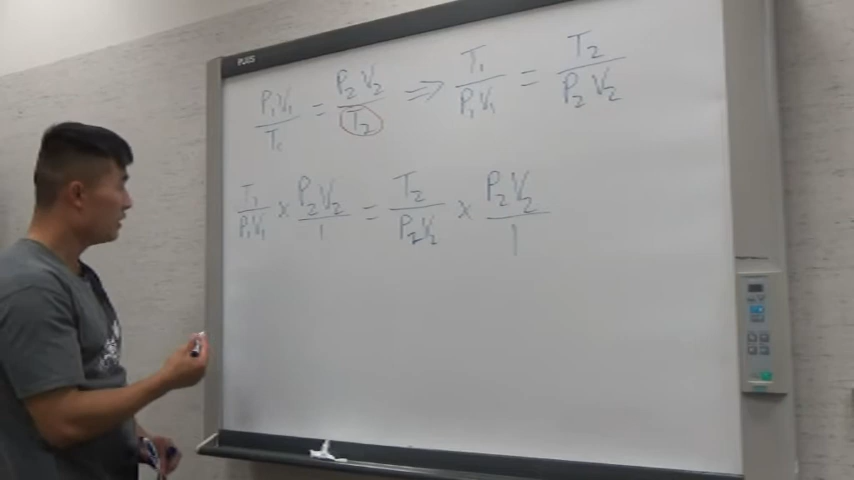 PLUS
P₁V₁/T₁ = P₂V₂/T₂ ⇒ T₁/P₁V₁ = T₂/P₂V₂
T₁/P₁V₁ × P₂V₂/1 = T₂/P₂V₂ × P₂V₂/1